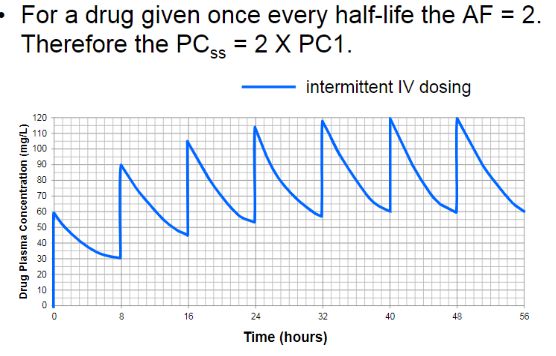 • For a drug given once every half-life the AF = 2.
Therefore the PCss = 2 X PC1.
intermittent IV dosing
Drug Plasma Concentration (mg/L)
120
110
100
90
80
70
60
50
40
30
20
10
0
0 8 16 24 32 40 48 56
Time (hours)